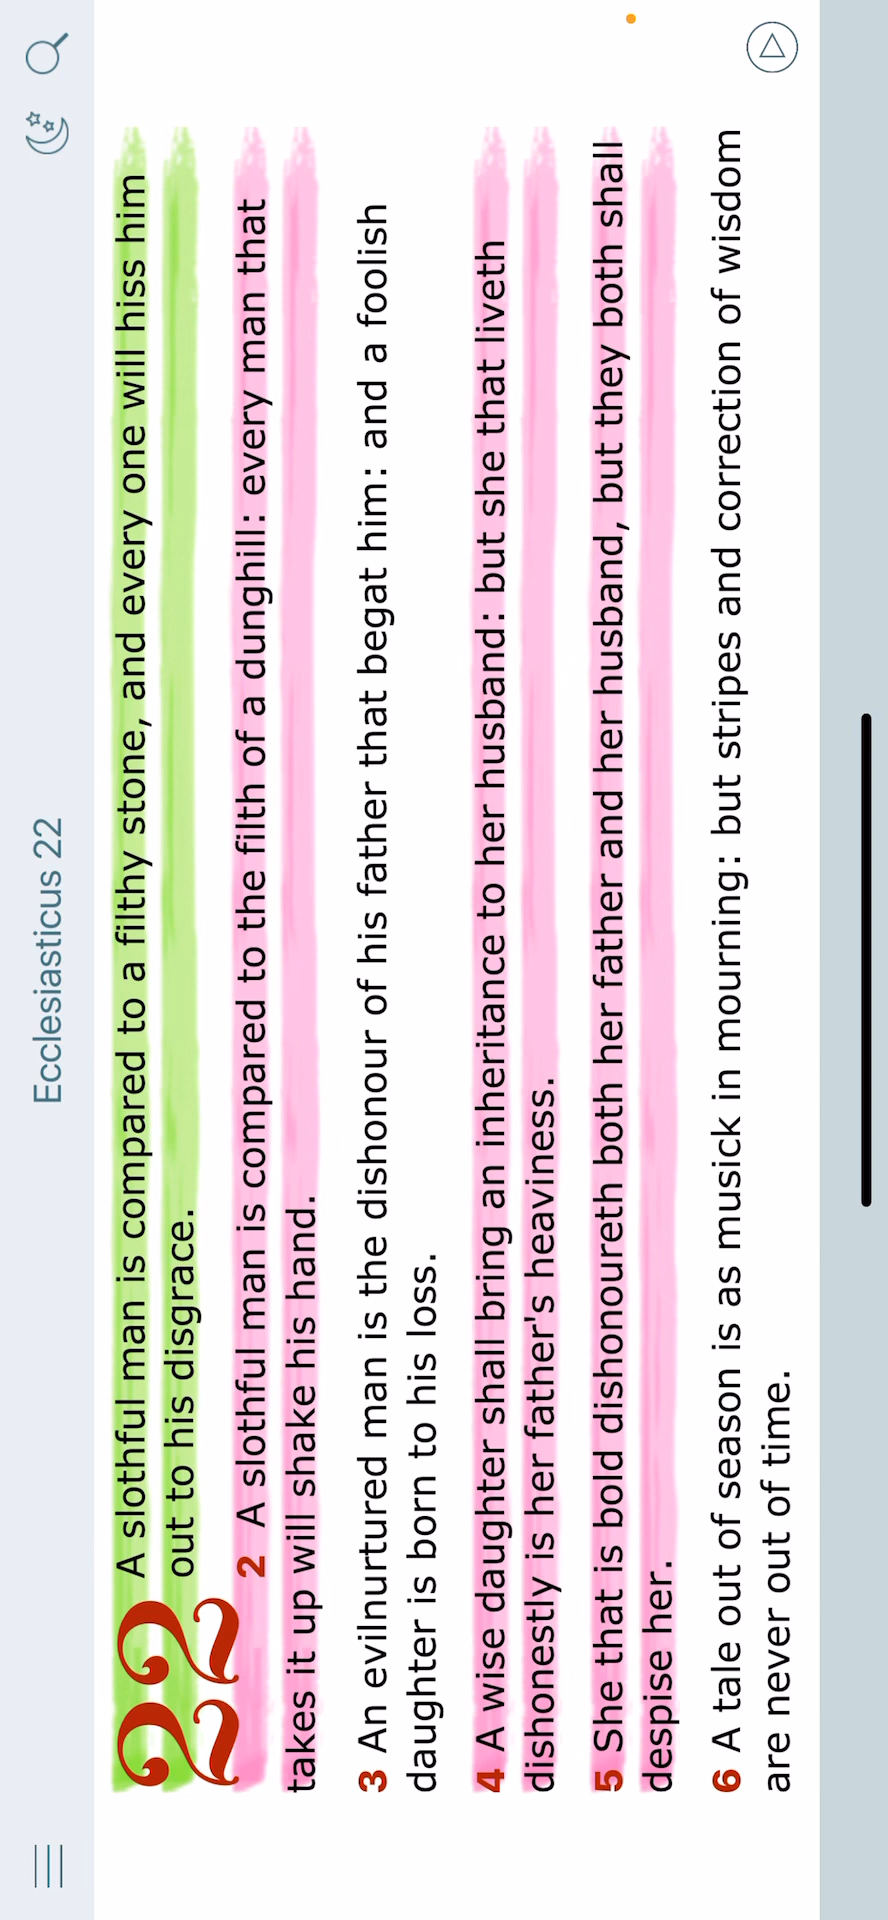 Ecclesiasticus 22
22 A slothful man is compared to a filthy stone, and every one will hiss him
out to his disgrace.
2 A slothful man is compared to the filth of a dunghill: every man that
takes it up will shake his hand.
3 An evilnurtured man is the dishonour of his father that begat him: and a foolish
daughter is born to his loss.
4 A wise daughter shall bring an inheritance to her husband: but she that liveth
dishonestly is her father's heaviness.
5 She that is bold dishonoureth both her father and her husband, but they both shall
despise her.
6 A tale out of season is as musick in mourning: but stripes and correction of wisdom
are never out of time.